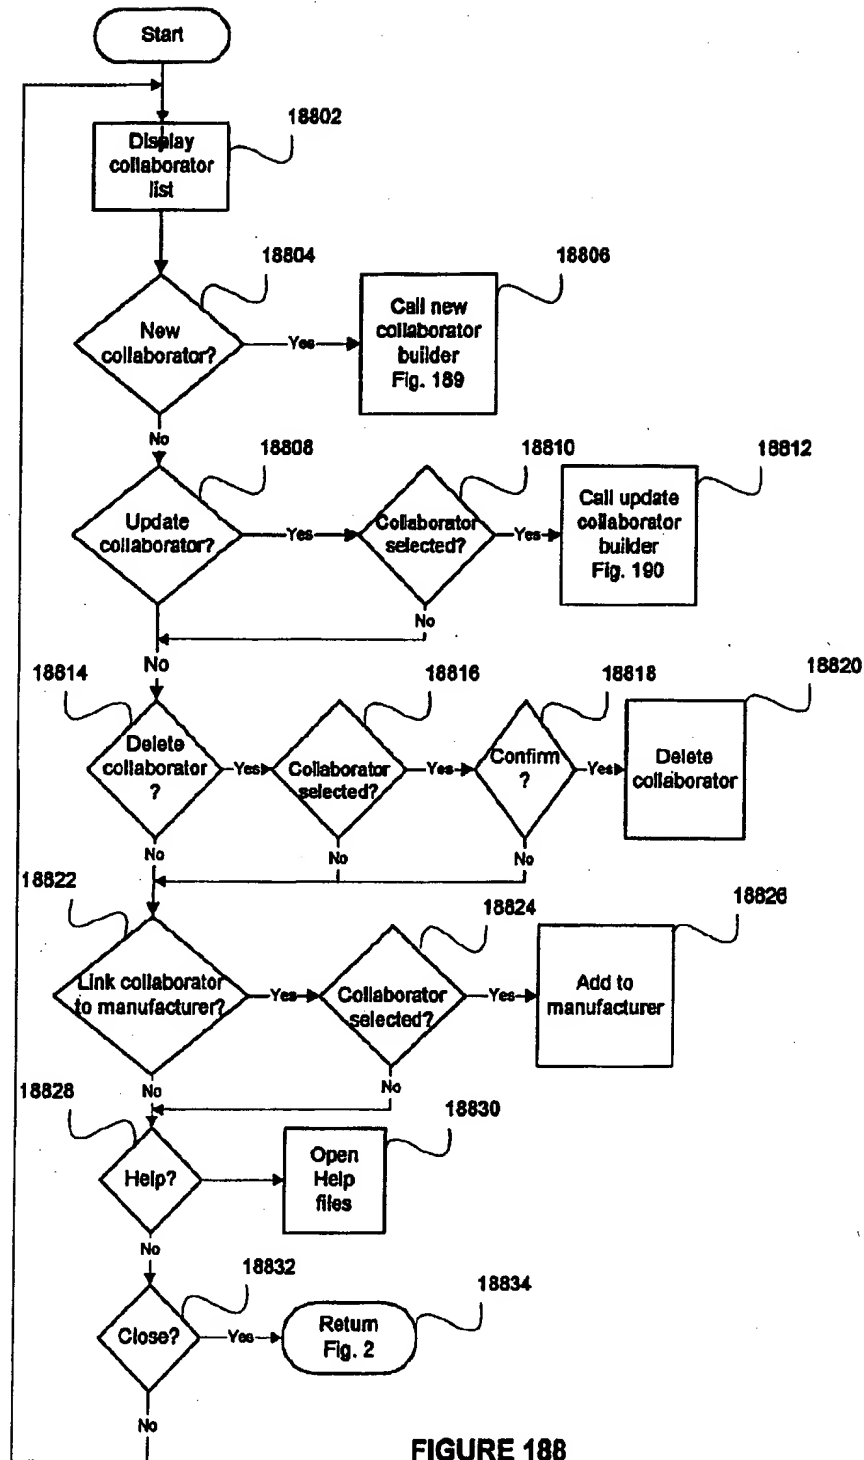 Start
18802
Display
collaborator
list
18804
18806
New
collaborator?
Yes
Call new
collaborator
builder
Fig. 189
No
18808
18810
18812
Update
collaborator?
Yes
Collaborator
selected?
Yes
Call update
collaborator
builder
Fig. 190
No
No
18814
18816
18818
18820
Delete
collaborator
?
Yes
Collaborator
selected?
Yes
Confirm
?
Yes
Delete
collaborator
No
No
No
18822
18824
18826
Link collaborator
to manufacturer?
Yes
Collaborator
selected?
Yes
Add to
manufacturer
No
No
18828
18830
Help?
Open
Help
files
No
18832
18834
Close?
Yes
Return
Fig. 2
No
FIGURE 188